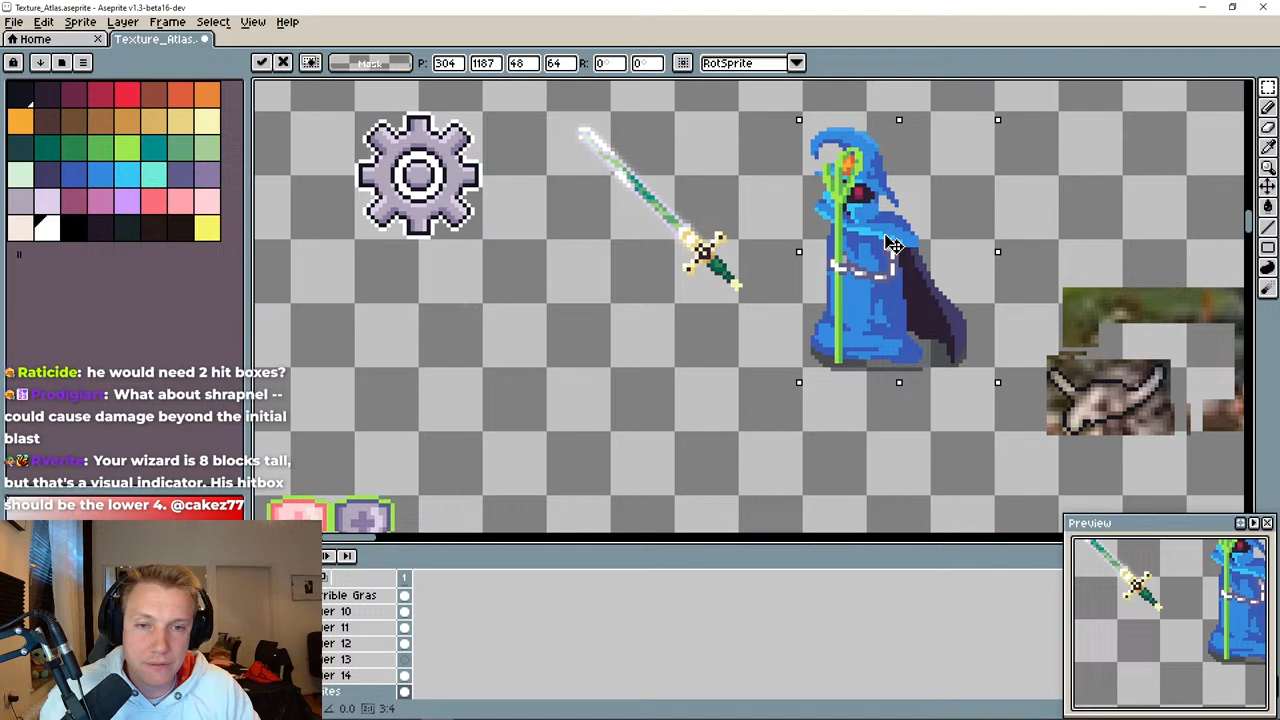 Texture_Atlas.aseprite - Aseprite v1.3-beta16-dev
File Edit Sprite Layer Frame Select View Help
Home Texture_Atlas.
Mask P: 304 1187 48 64 R: 0° 0° RotSprite
Raticide: he would need 2 hit boxes?
Prodigiart: What about shrapnel --
could cause damage beyond the initial
blast
RVerite: Your wizard is 8 blocks tall,
but that's a visual indicator. His hitbox
should be the lower 4. @cakez77
Preview
1
rible Gras
er 10
er 11
er 12
er 13
er 14
ites
0.0 3:4